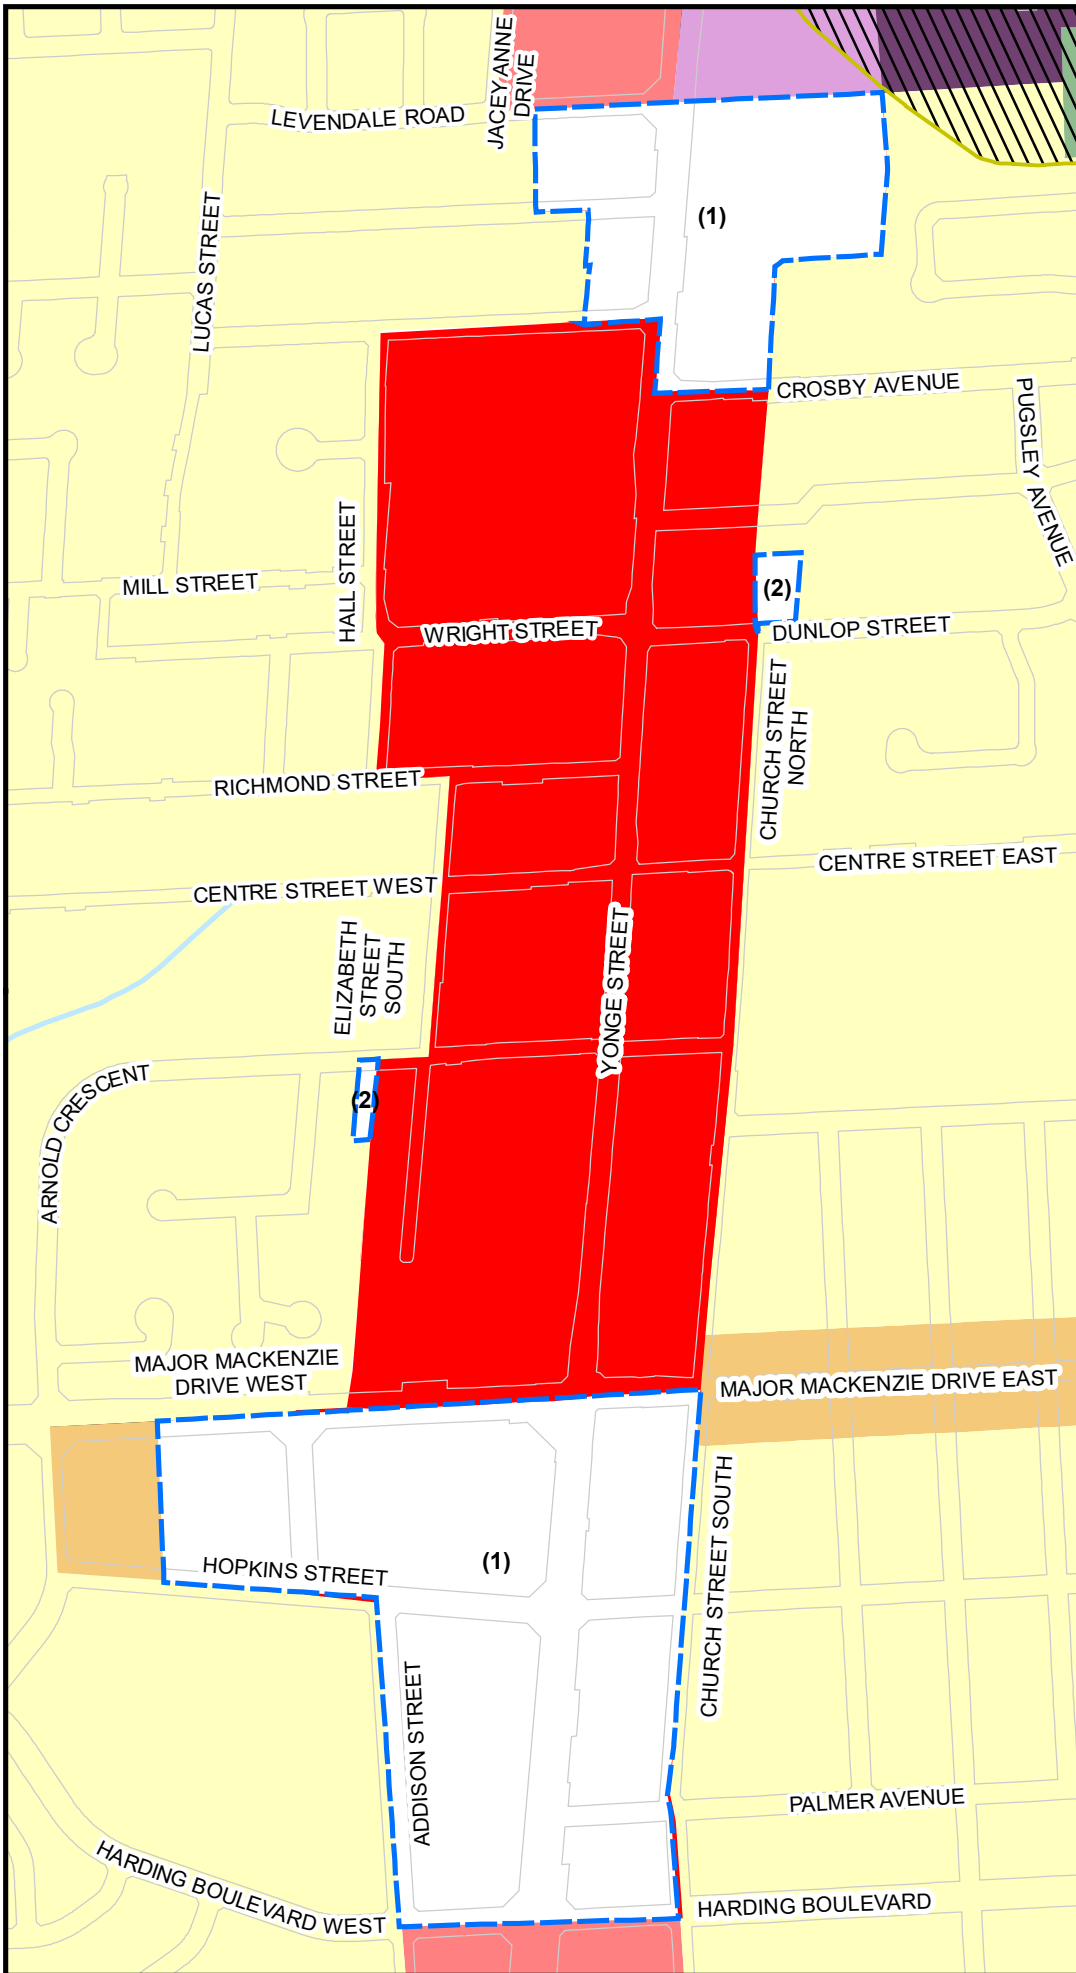 JACEY ANNE
DRIVE
LEVENDALE ROAD
(1)
LUCAS STREET
CROSBY AVENUE
PUGSLEY AVENUE
HALL STREET
MILL STREET
(2)
WRIGHT STREET
DUNLOP STREET
CHURCH STREET
NORTH
RICHMOND STREET
CENTRE STREET EAST
CENTRE STREET WEST
YONGE STREET
ELIZABETH
STREET
SOUTH
ARNOLD CRESCENT
(2)
MAJOR MACKENZIE
DRIVE WEST
MAJOR MACKENZIE DRIVE EAST
CHURCH STREET SOUTH
(1)
HOPKINS STREET
ADDISON STREET
PALMER AVENUE
HARDING BOULEVARD WEST
HARDING BOULEVARD